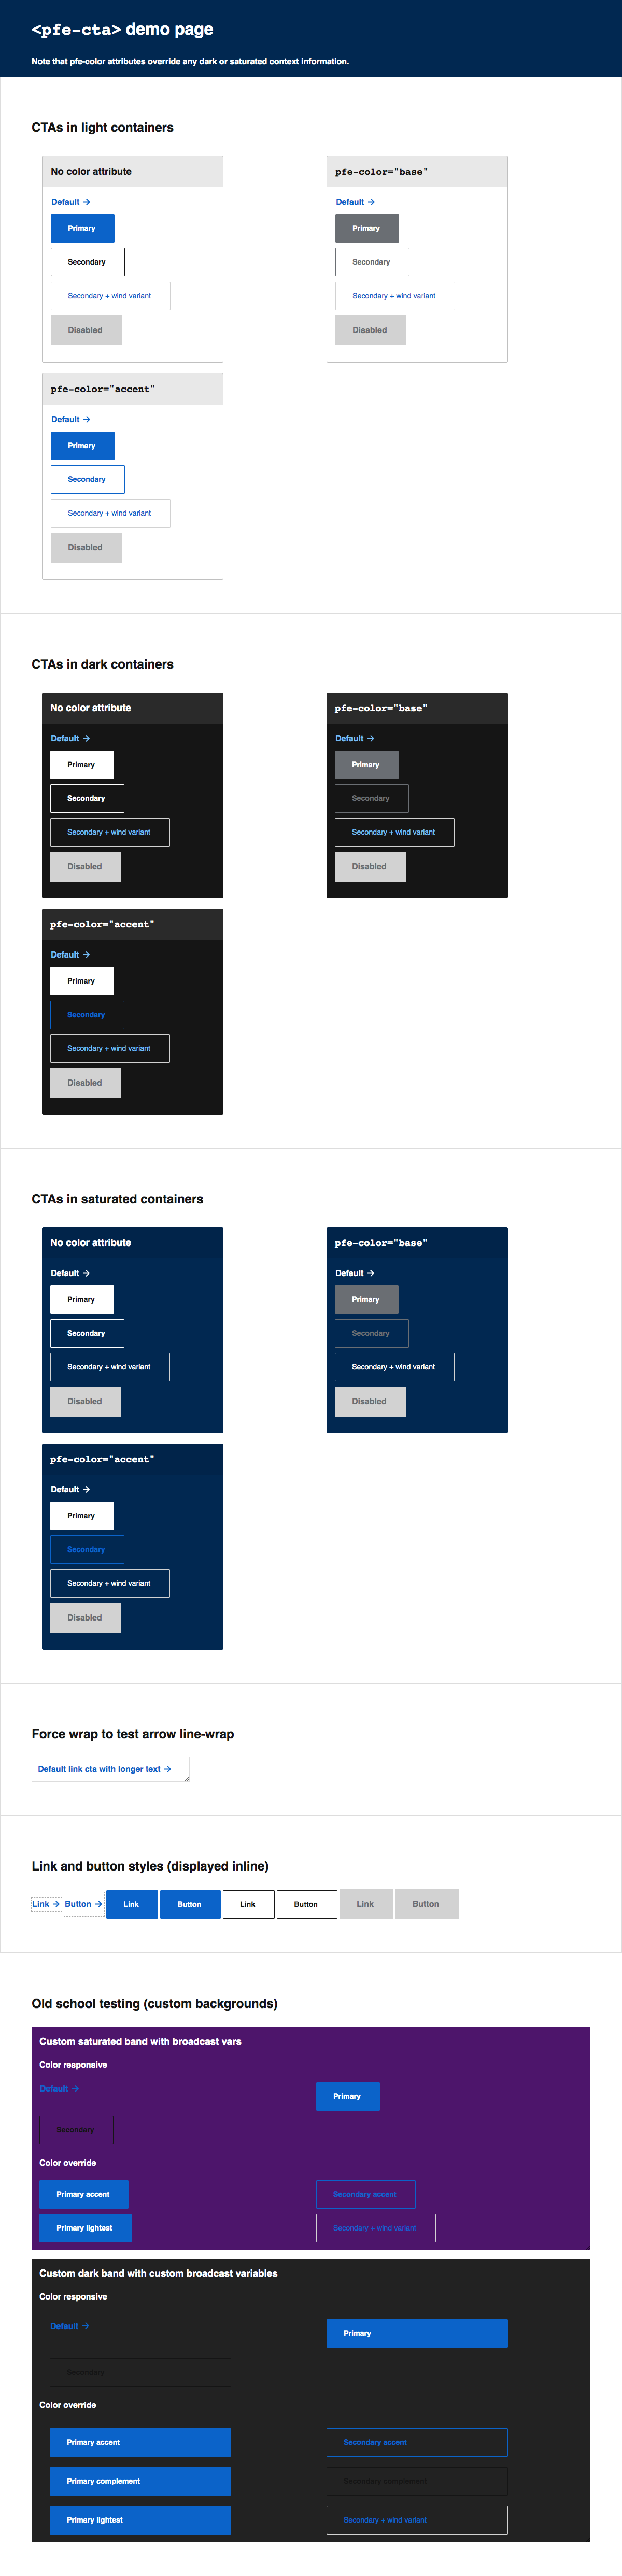 <pfe-cta> demo page
Note that pfe-color attributes override any dark or saturated context information.
CTAs in light containers
No color attribute
Default →
Primary
Secondary
Secondary + wind variant
Disabled
pfe-color="base"
Default →
Primary
Secondary
Secondary + wind variant
Disabled
pfe-color="accent"
Default →
Primary
Secondary
Secondary + wind variant
Disabled
CTAs in dark containers
No color attribute
Default →
Primary
Secondary
Secondary + wind variant
Disabled
pfe-color="base"
Default →
Primary
Secondary
Secondary + wind variant
Disabled
pfe-color="accent"
Default →
Primary
Secondary
Secondary + wind variant
Disabled
CTAs in saturated containers
No color attribute
Default →
Primary
Secondary
Secondary + wind variant
Disabled
pfe-color="base"
Default →
Primary
Secondary
Secondary + wind variant
Disabled
pfe-color="accent"
Default →
Primary
Secondary
Secondary + wind variant
Disabled
Force wrap to test arrow line-wrap
Default link cta with longer text →
Link and button styles (displayed inline)
Link → Button → Link Button Link Button Link Button
Old school testing (custom backgrounds)
Custom saturated band with broadcast vars
Color responsive
Default → Primary
Secondary
Color override
Primary accent Secondary accent
Primary lightest Secondary + wind variant
Custom dark band with custom broadcast variables
Color responsive
Default → Primary
Secondary
Color override
Primary accent Secondary accent
Primary complement Secondary complement
Primary lightest Secondary + wind variant